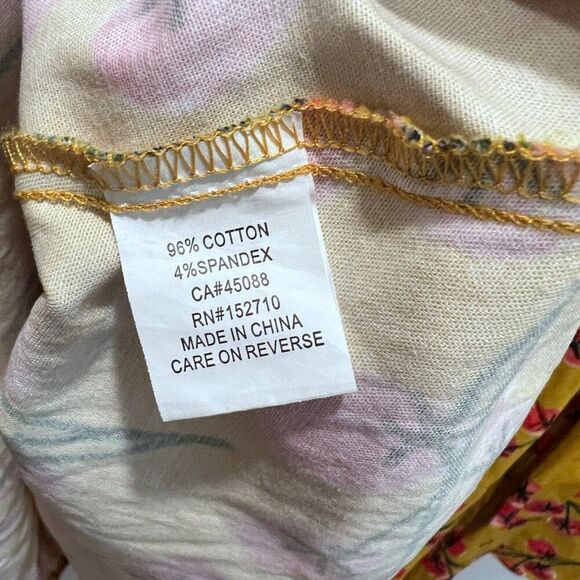 96% COTTON
4%SPANDEX
CA#45088
RN#152710
MADE IN CHINA
CARE ON REVERSE